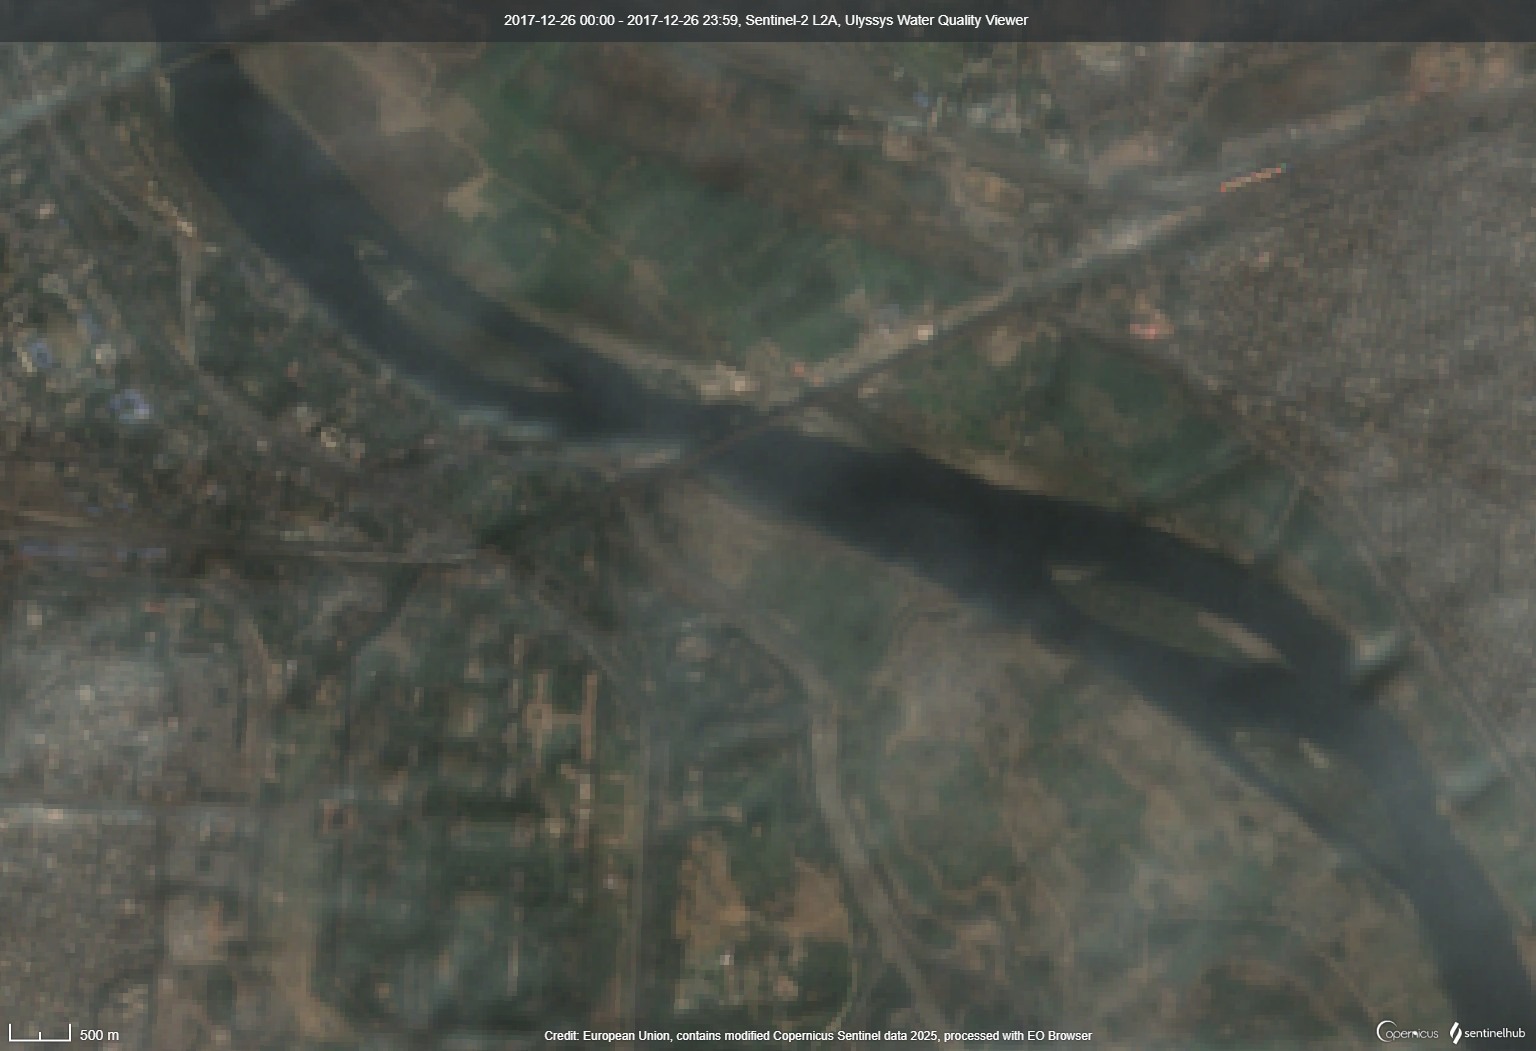 2017-12-26 00:00 - 2017-12-26 23:59, Sentinel-2 L2A, Ulyssys Water Quality Viewer
500 m
Credit: European Union, contains modified Copernicus Sentinel data 2025, processed with EO Browser
Copernicus
sentinelhub